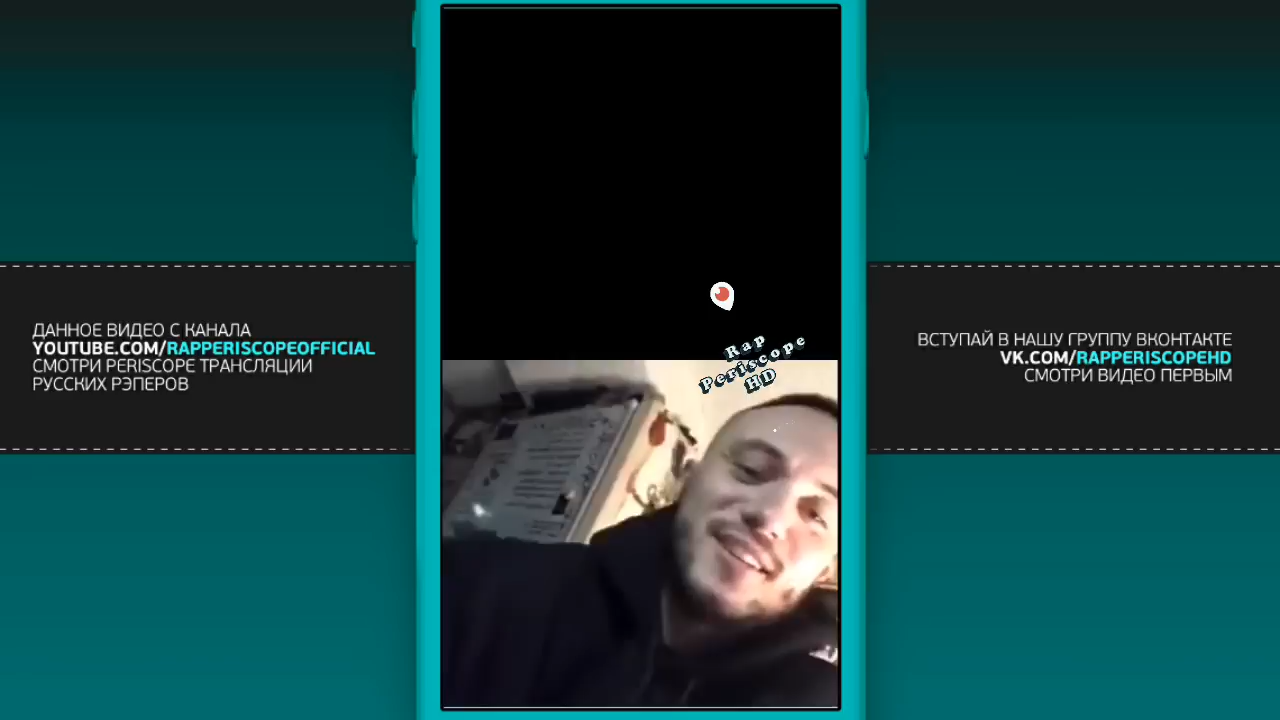 ДАННОЕ ВИДЕО С КАНАЛА
YOUTUBE.COM/RAPPERISCOPEOFFICIAL
СМОТРИ PERISCOPE ТРАНСЛЯЦИИ
РУССКИХ РЭПЕРОВ
Rap
Periscope
HD
ВСТУПАЙ В НАШУ ГРУППУ ВКОНТАКТЕ
VK.COM/RAPPERISCOPEHD
СМОТРИ ВИДЕО ПЕРВЫМ